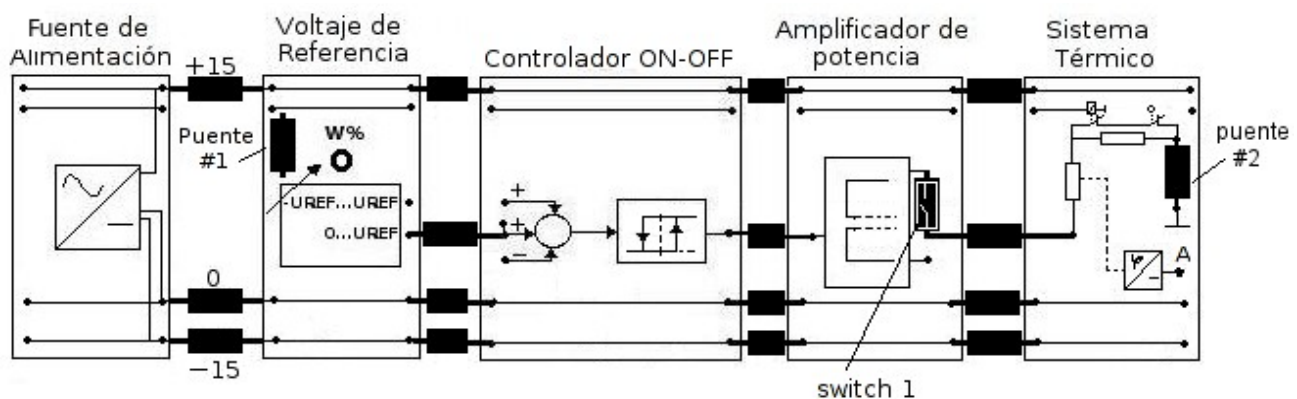 Fuente de
Alimentación
Voltaje de
Referencia
Controlador ON-OFF
Amplificador de
potencia
Sistema
Térmico
+15
Puente
#1
W%
-UREF...UREF
0...UREF
+
+
−
puente
#2
A
0
−15
switch 1